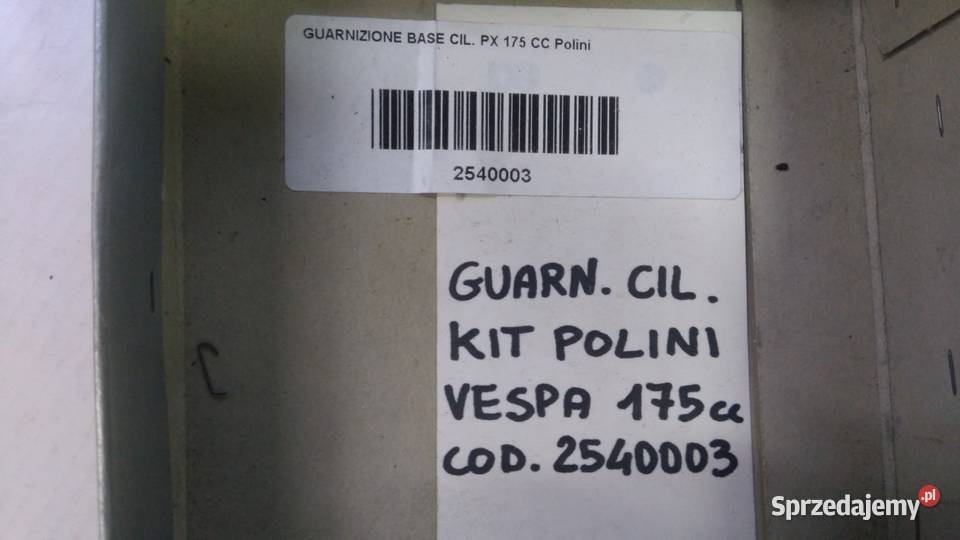 GUARNIZIONE BASE CIL. PX 175 CC Polini
2540003
GUARN. CIL.
KIT POLINI
VESPA 175cc
COD. 2540003
Sprzedajemy.pl